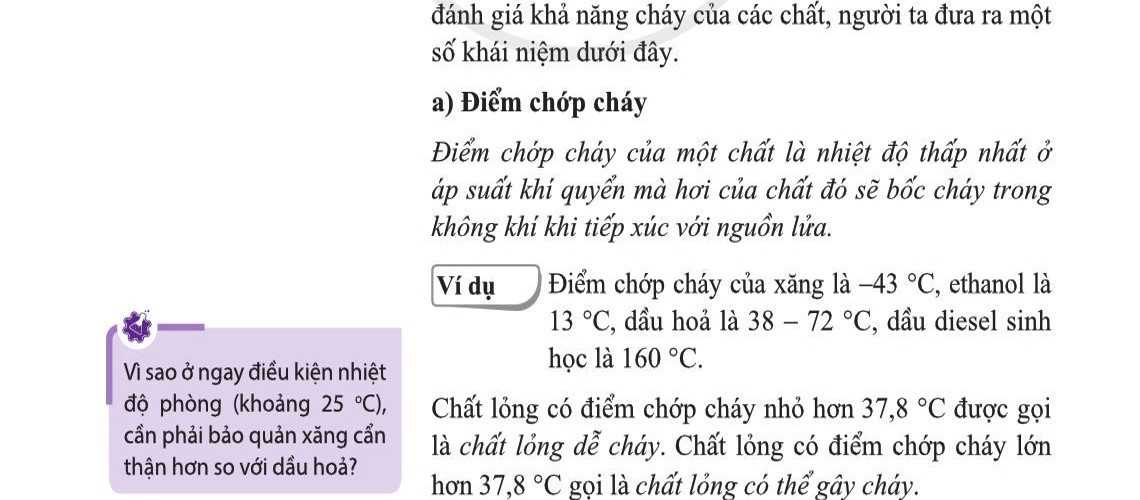 đánh giá khả năng cháy của các chất, người ta đưa ra một
số khái niệm dưới đây.
a) Điểm chớp cháy
Điểm chớp cháy của một chất là nhiệt độ thấp nhất ở
áp suất khí quyển mà hơi của chất đó sẽ bốc cháy trong
không khí khi tiếp xúc với nguồn lửa.
Ví dụ
Điểm chớp cháy của xăng là –43 °C, ethanol là
13 °C, dầu hoả là 38 – 72 °C, dầu diesel sinh
học là 160 °C.
Vì sao ở ngay điều kiện nhiệt
độ phòng (khoảng 25 °C),
cần phải bảo quản xăng cẩn
thận hơn so với dầu hoả?
Chất lỏng có điểm chớp cháy nhỏ hơn 37,8 °C được gọi
là chất lỏng dễ cháy. Chất lỏng có điểm chớp cháy lớn
hơn 37,8 °C gọi là chất lỏng có thể gây cháy.